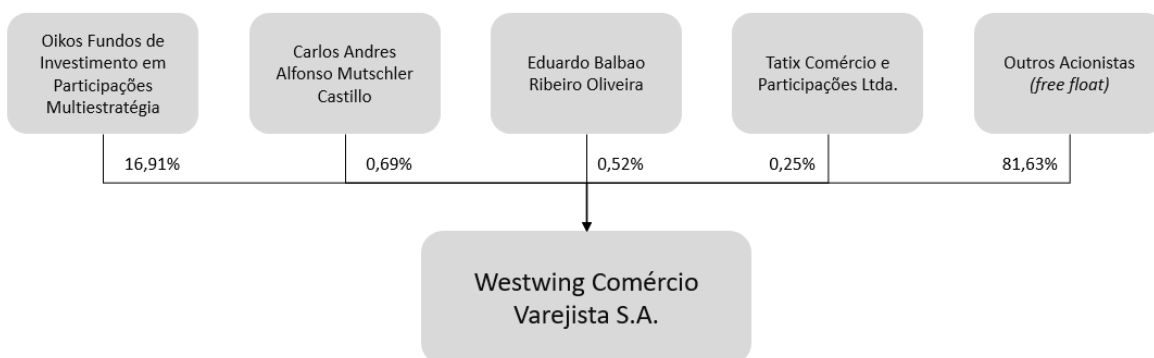 Oikos Fundos de
Investimento em
Participações
Multiestratégia
Carlos Andres
Alfonso Mutschler
Castillo
Eduardo Balbao
Ribeiro Oliveira
Tatix Comércio e
Participações Ltda.
Outros Acionistas
(free float)
16,91%
0,69%
0,52%
0,25%
81,63%
Westwing Comércio
Varejista S.A.